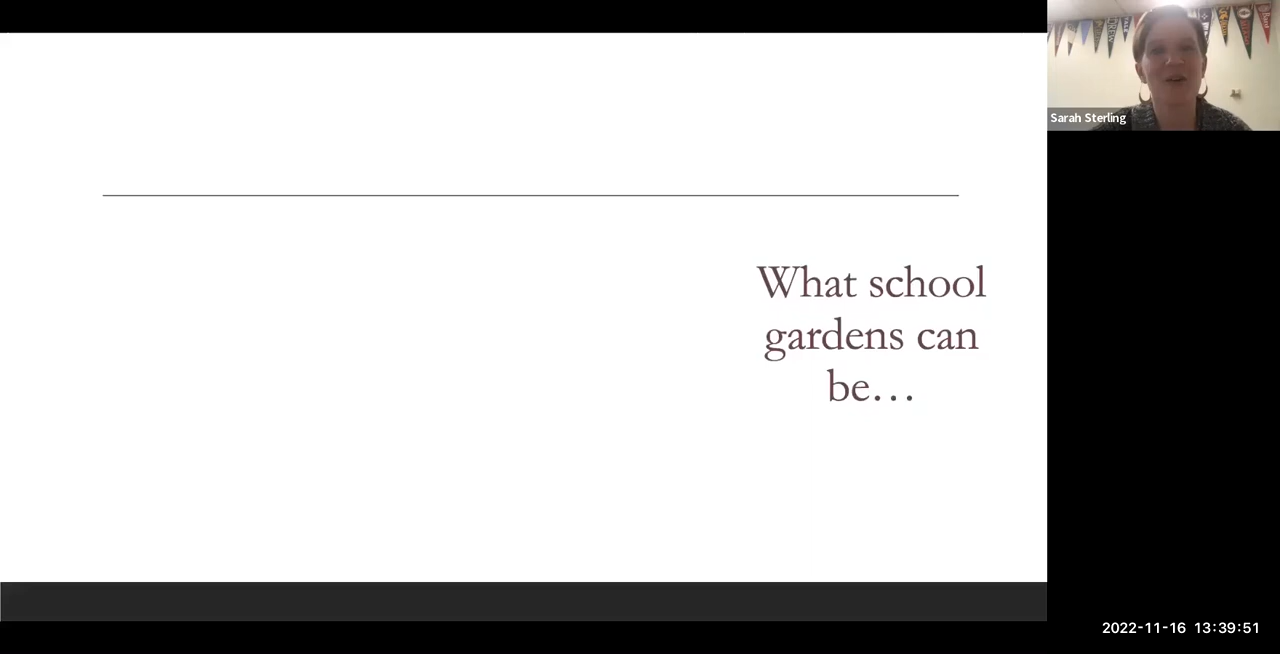 Sarah Sterling
What school
gardens can
be…
2022-11-16 13:39:51